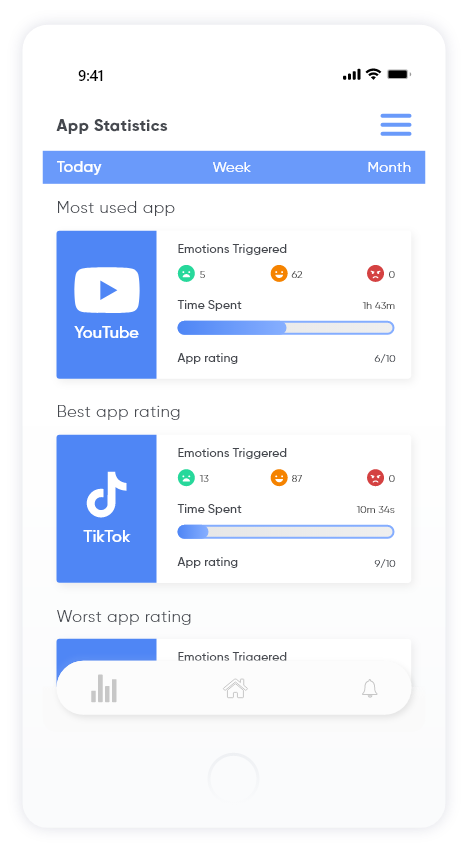 9:41
App Statistics
Today Week Month
Most used app
YouTube
Emotions Triggered
5 62 0
Time Spent 1h 43m
App rating 6/10
Best app rating
TikTok
Emotions Triggered
13 87 0
Time Spent 10m 34s
App rating 9/10
Worst app rating
Emotions Triggered